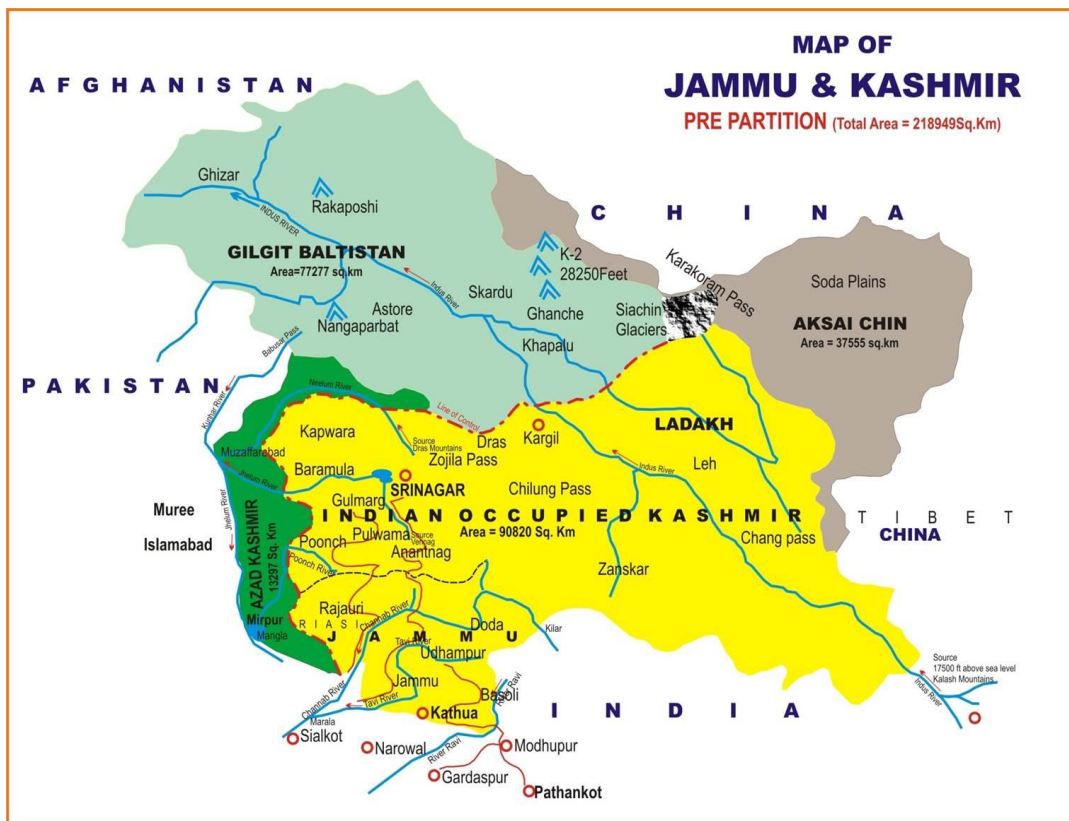 MAP OF
JAMMU & KASHMIR
PRE PARTITION (Total Area = 218949Sq.Km)
AFGHANISTAN
Ghizar
INDUS RIVER
Rakaposhi
CHINA
GILGIT BALTISTAN
Area=77277 sq.km
K-2
28250Feet
Karakoram Pass
Indus River
Skardu
Soda Plains
Astore
Ghanche
Siachin
Glaciers
Nangaparbat
AKSAI CHIN
Area = 37555 sq.km
Babusar Pass
Khapalu
PAKISTAN
Kunhar River
Neelum River
Line of Control
Kapwara
Source
Dras Mountains
Dras
Kargil
LADAKH
Muzaffarabad
Zojila Pass
Baramula
Leh
Indus River
Jhelum River
SRINAGAR
Gulmarg
Chilung Pass
Muree
Jhelum River
INDIAN OCCUPIED KASHMIR
Area = 90820 Sq. Km
TIBET
CHINA
Islamabad
AZAD KASHMIR
13297 Sq. Km
Poonch
Pulwama
Source
Verinag
Anantnag
Chang pass
Poonch River
Zanskar
Rajauri
Channab River
Mirpur
RIASI
Doda
Mangla
JAMMU
Kilar
Tavi River
Udhampur
Source
17500 ft above sea level
Kalash Mountains
Indus River
Jammu
Basoli
River Ravi
Channab River
Tavi River
Kathua
INDIA
Marala
Sialkot
Narowal
River Ravi
Modhupur
Gardaspur
Pathankot